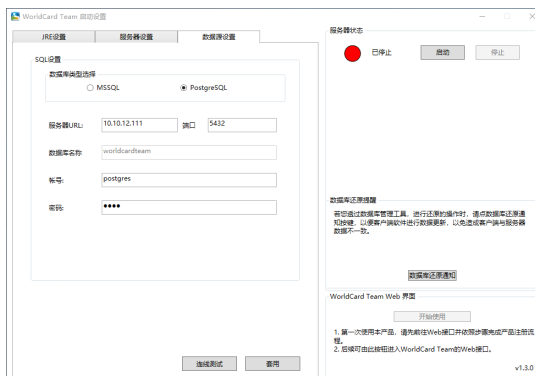 WorldCard Team 启动设置
JRE设置
服务器设置
数据源设置
SQL设置
数据库类型选择
MSSQL
PostgreSQL
服务器URL:
10.10.12.111
端口
5432
数据库名称
worldcardteam
帐号:
postgres
密码:
••••
连线测试
套用
服务器状态
已停止
启动
停止
数据库还原提醒
若您透过数据库管理工具，进行还原的操作时，请点数据库还原通
知按键，以便客户端软件进行数据更新，以免造成客户端与服务器
数据不一致。
数据库还原通知
WorldCard Team Web 界面
开始使用
1. 第一次使用本产品，请先前往Web接口并依照步骤完成产品注册流
程。
2. 后续可由此按钮进入WorldCard Team的Web接口。
v1.3.0